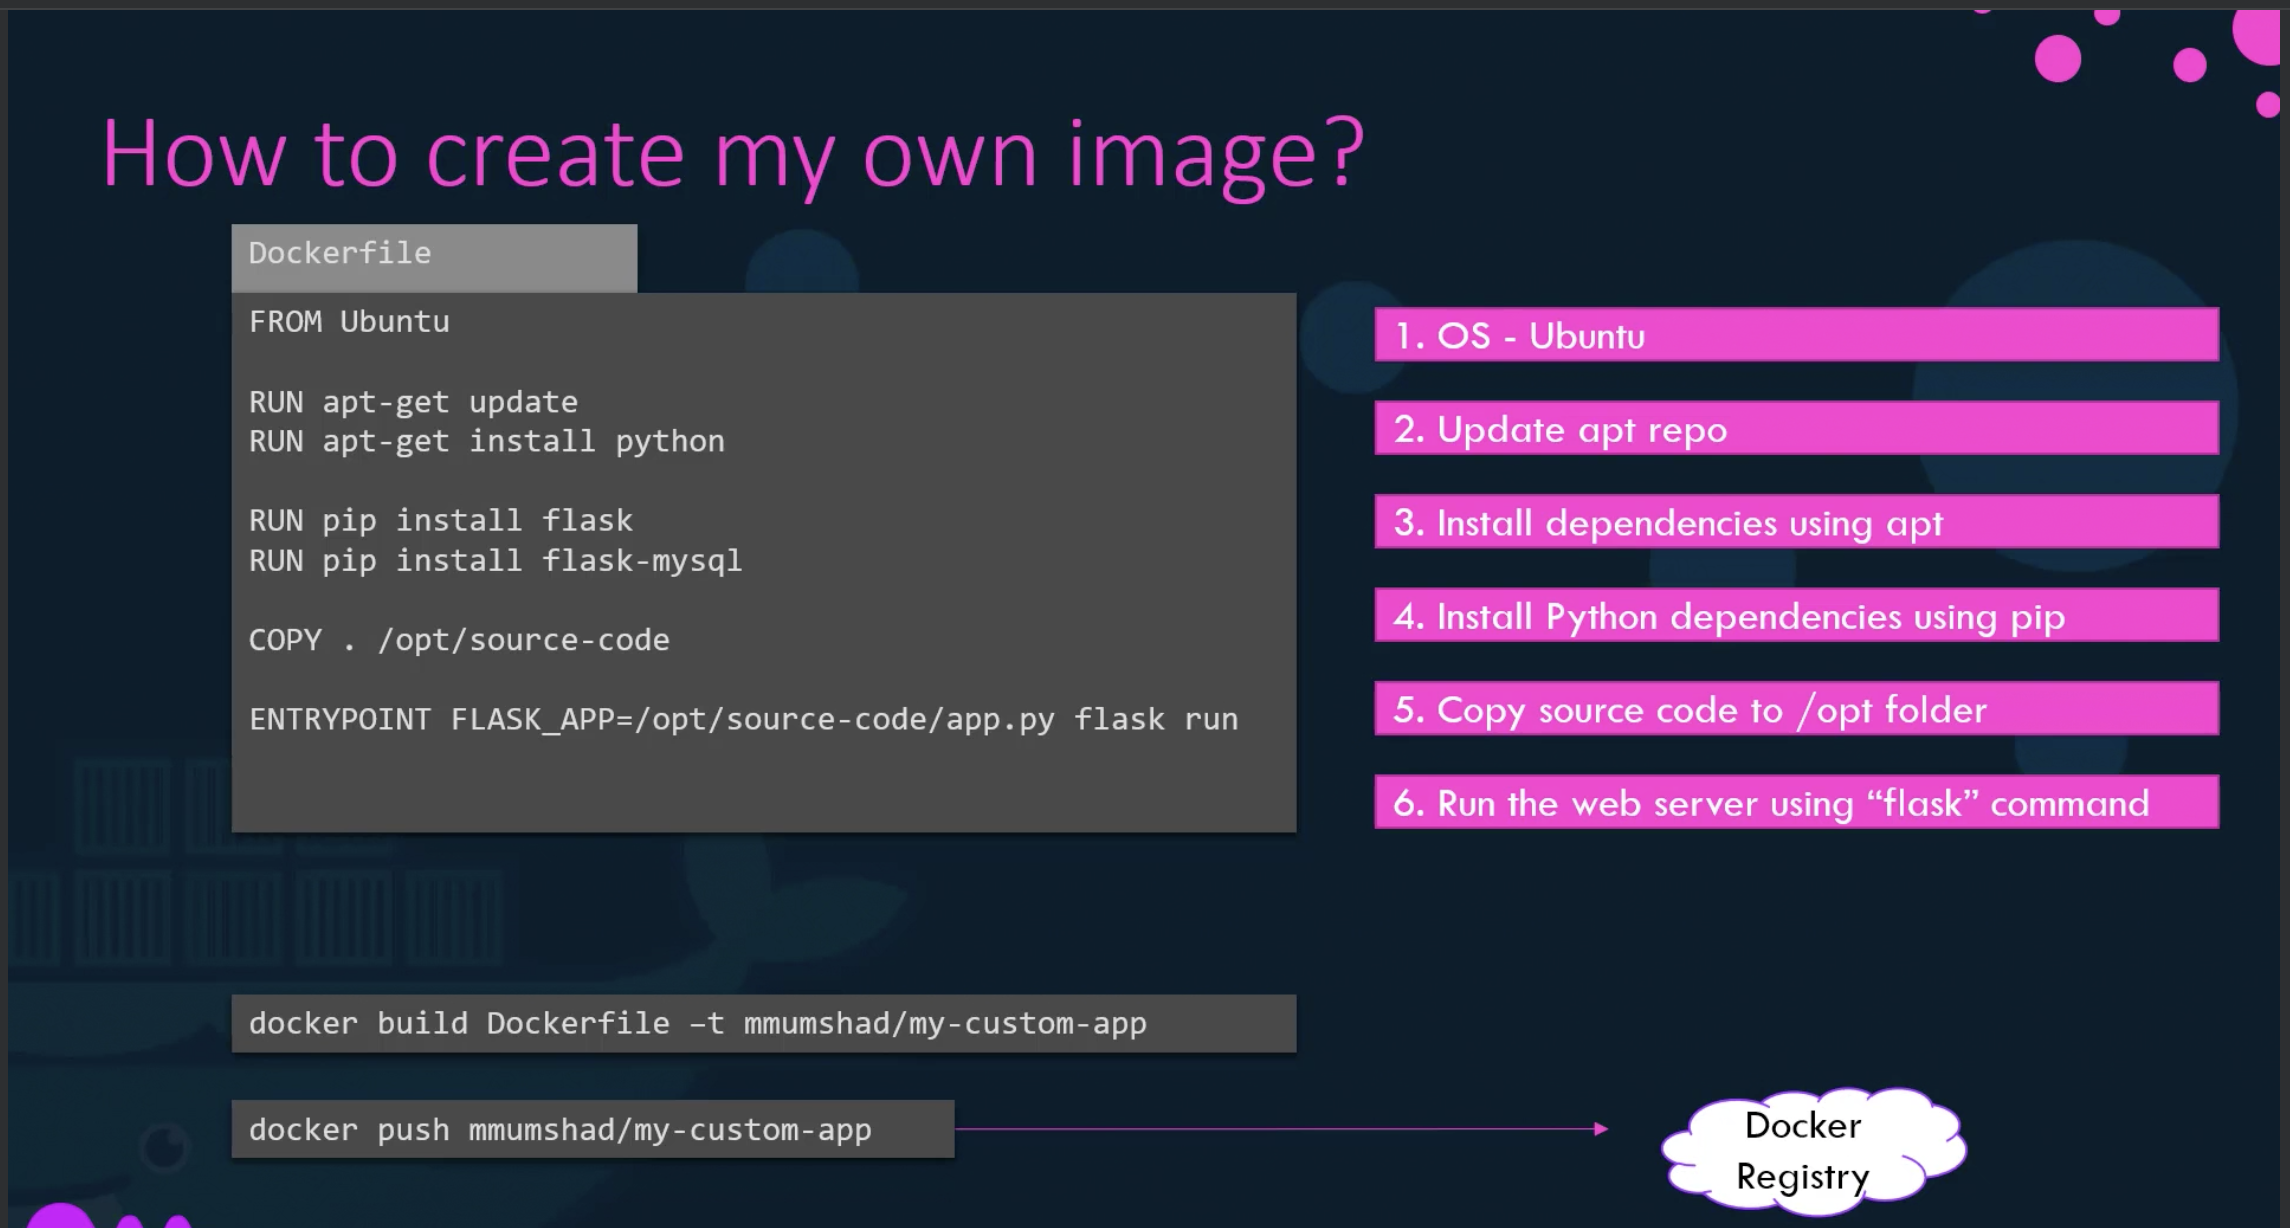 How to create my own image?
Dockerfile
FROM Ubuntu
RUN apt-get update
RUN apt-get install python
RUN pip install flask
RUN pip install flask-mysql
COPY . /opt/source-code
ENTRYPOINT FLASK_APP=/opt/source-code/app.py flask run
1. OS - Ubuntu
2. Update apt repo
3. Install dependencies using apt
4. Install Python dependencies using pip
5. Copy source code to /opt folder
6. Run the web server using “flask” command
docker build Dockerfile –t mmumshad/my-custom-app
docker push mmumshad/my-custom-app
Docker
Registry